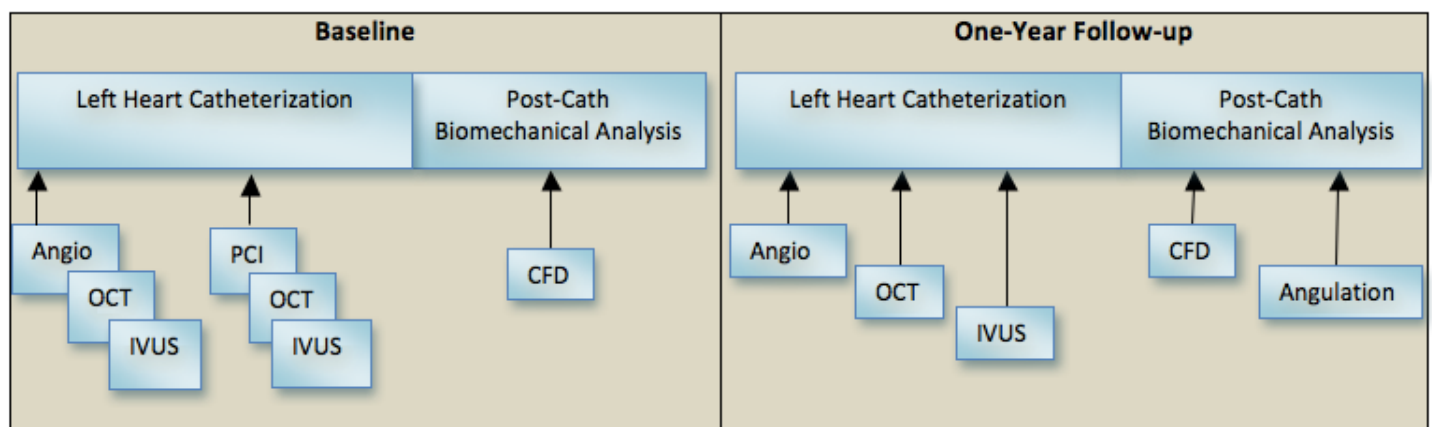 Baseline
Left Heart Catheterization
Post-Cath
Biomechanical Analysis
Angio
OCT
IVUS
PCI
OCT
IVUS
CFD
One-Year Follow-up
Left Heart Catheterization
Post-Cath
Biomechanical Analysis
Angio
OCT
IVUS
CFD
Angulation